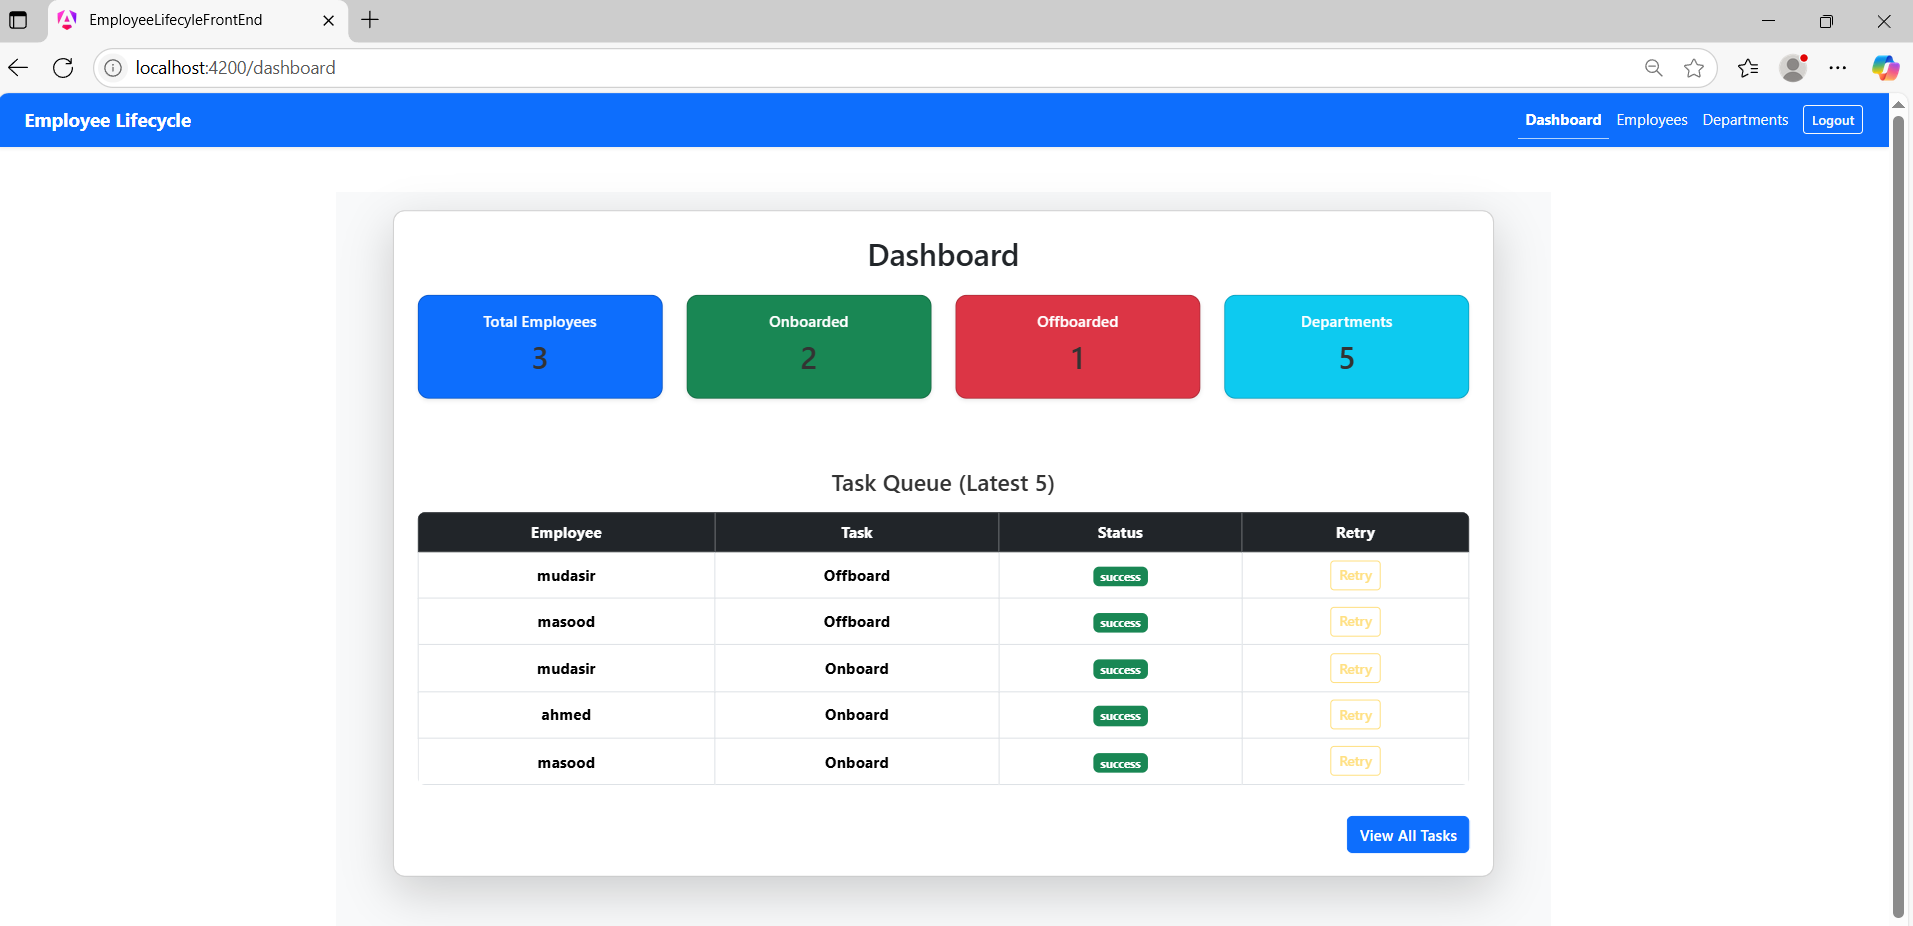 EmployeeLifecyleFrontEnd
localhost:4200/dashboard
Employee Lifecycle
Dashboard Employees Departments Logout
Dashboard
Total Employees Onboarded Offboarded Departments
3 2 1 5
Task Queue (Latest 5)
Employee Task Status Retry
mudasir Offboard success Retry
masood Offboard success Retry
mudasir Onboard success Retry
ahmed Onboard success Retry
masood Onboard success Retry
View All Tasks